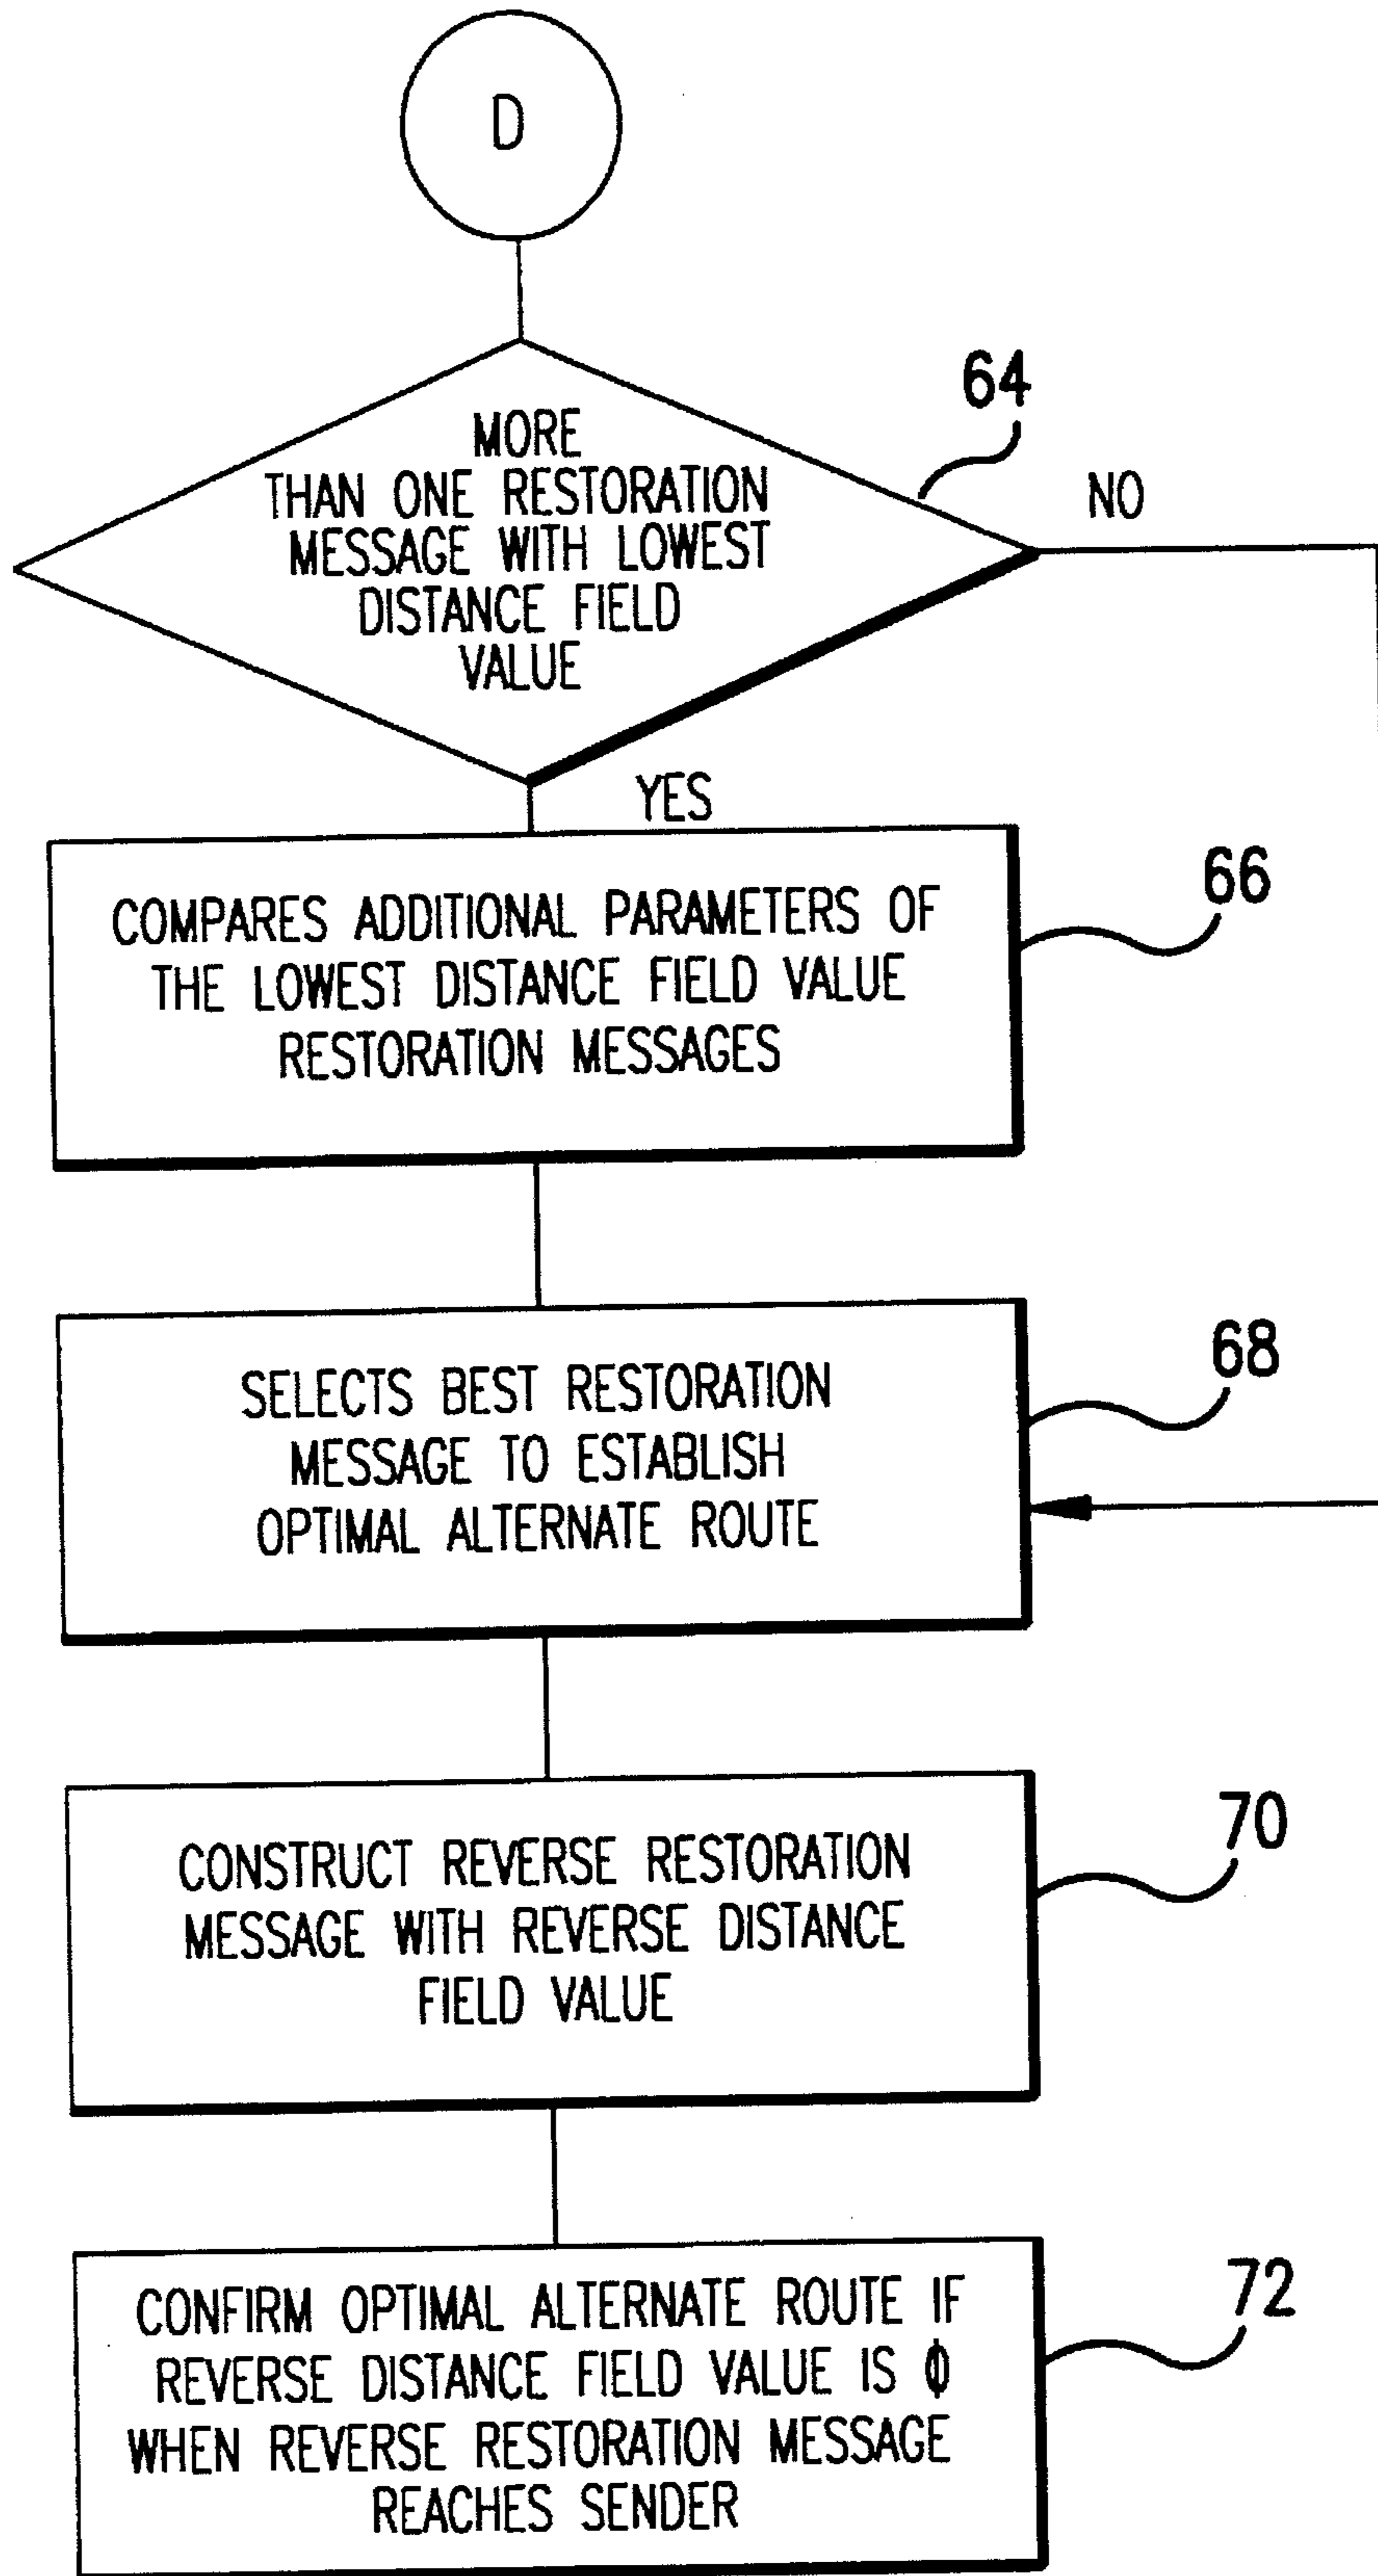 D
64
MORE
THAN ONE RESTORATION
MESSAGE WITH LOWEST
DISTANCE FIELD
VALUE
NO
YES
66
COMPARES ADDITIONAL PARAMETERS OF
THE LOWEST DISTANCE FIELD VALUE
RESTORATION MESSAGES
68
SELECTS BEST RESTORATION
MESSAGE TO ESTABLISH
OPTIMAL ALTERNATE ROUTE
70
CONSTRUCT REVERSE RESTORATION
MESSAGE WITH REVERSE DISTANCE
FIELD VALUE
72
CONFIRM OPTIMAL ALTERNATE ROUTE IF
REVERSE DISTANCE FIELD VALUE IS ϕ
WHEN REVERSE RESTORATION MESSAGE
REACHES SENDER